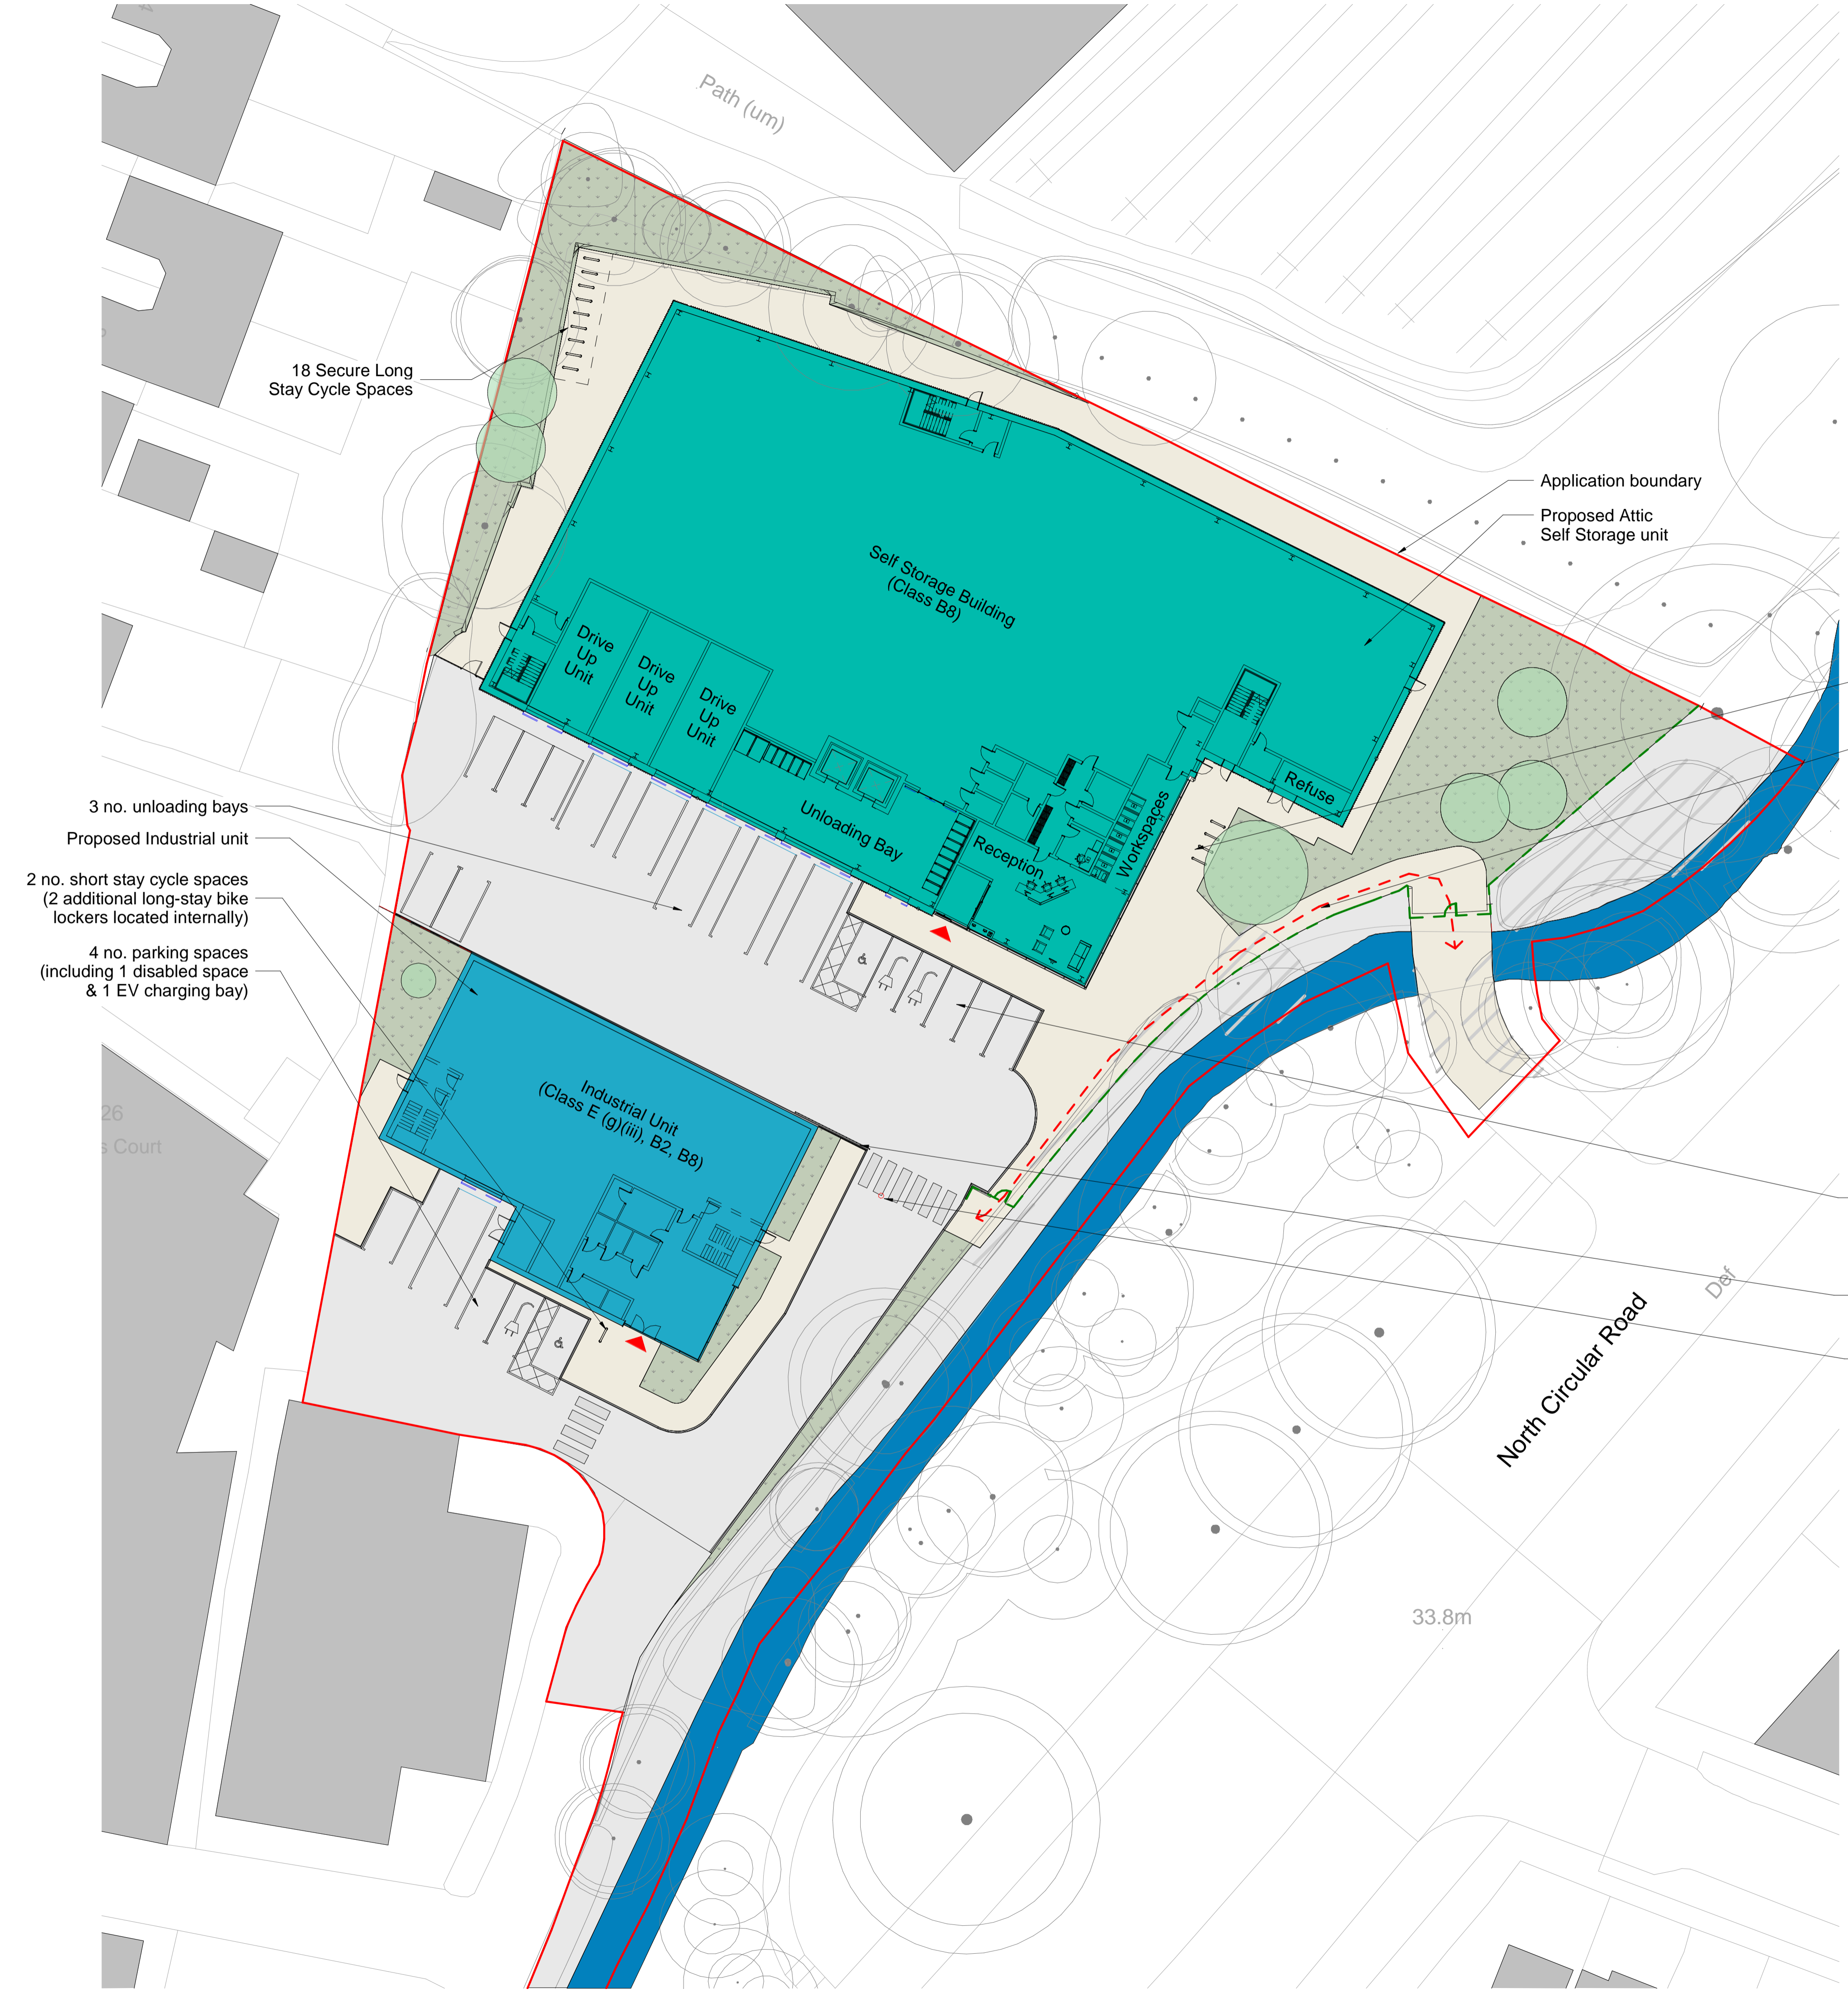 Path (um)
18 Secure Long
Stay Cycle Spaces
Application boundary
Proposed Attic
Self Storage unit
Self Storage Building
(Class B8)
Drive
Up
Unit
Drive
Up
Unit
Drive
Up
Unit
Unloading Bay
Reception
Workspaces
Refuse
3 no. unloading bays
Proposed Industrial unit
2 no. short stay cycle spaces
(2 additional long-stay bike
lockers located internally)
4 no. parking spaces
(including 1 disabled space
& 1 EV charging bay)
Industrial Unit
(Class E (g)(iii), B2, B8)
26
s Court
North Circular Road
Def
33.8m